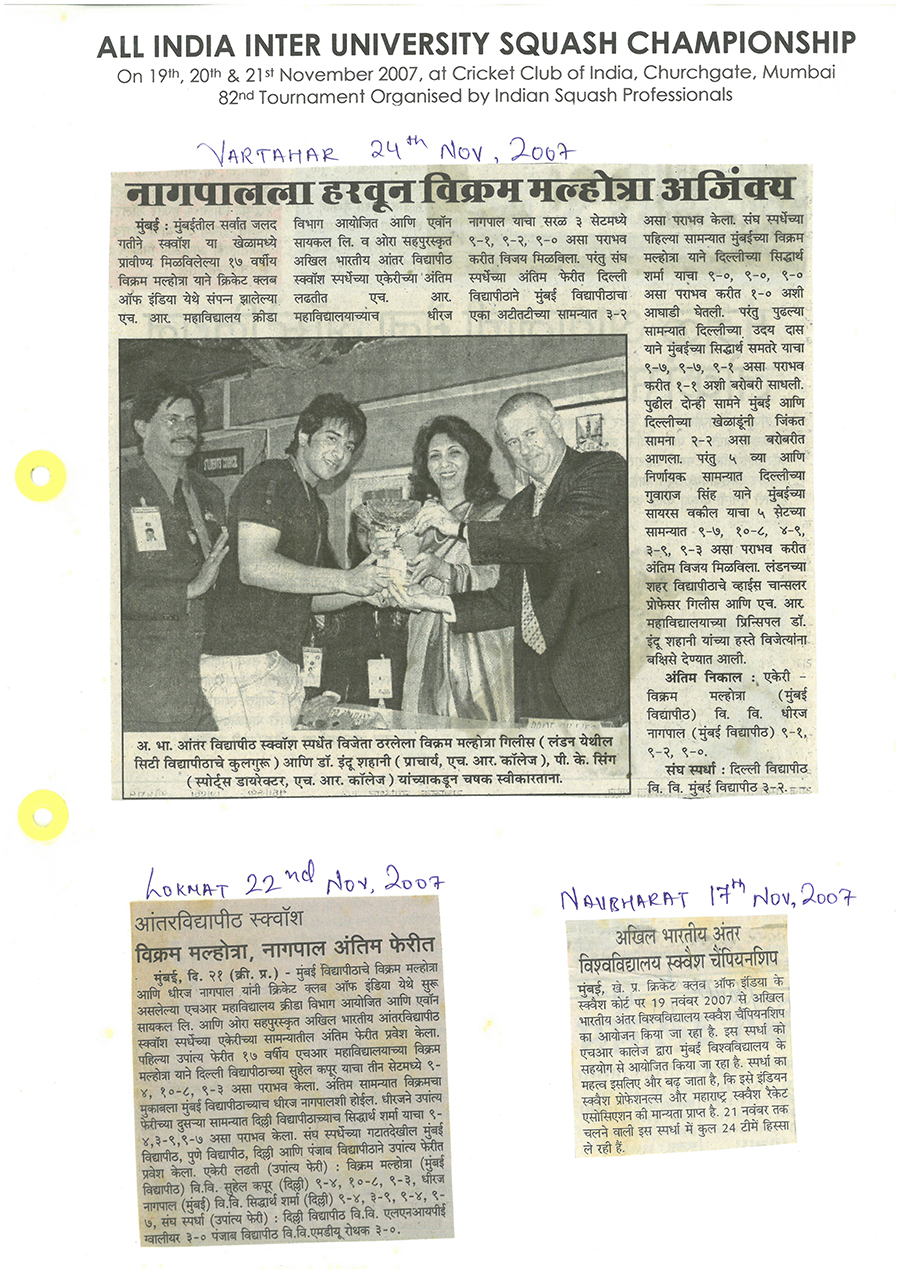 ALL INDIA INTER UNIVERSITY SQUASH CHAMPIONSHIP
On 19th, 20th & 21st November 2007, at Cricket Club of India, Churchgate, Mumbai
82nd Tournament Organised by Indian Squash Professionals
VARTAHAR 24th Nov, 2007
नागपालला हरवून विक्रम मल्होत्रा अजिंक्य
मुंबई : मुंबईतील सर्वात जलद
गतीने स्क्वॉश या खेळामध्ये
प्रावीण्य मिळविलेल्या १७ वर्षीय
विक्रम मल्होत्रा याने क्रिकेट क्लब
ऑफ इंडिया येथे संपन्न झालेल्या
एच. आर. महाविद्यालय क्रीडा
विभाग आयोजित आणि एवॉन
सायकल लि. व ओरा सहपुरस्कृत
अखिल भारतीय आंतर विद्यापीठ
स्क्वॉश स्पर्धेच्या एकेरीच्या अंतिम
लढतीत एच. आर.
महाविद्यालयाच्याच धीरज
नागपाल याचा सरळ ३ सेटमध्ये
९-१, ९-२, ९-० असा पराभव
करीत विजय मिळविला. परंतु संघ
स्पर्धेच्या अंतिम फेरीत दिल्ली
विद्यापीठाने मुंबई विद्यापीठाचा
एका अटीतटीच्या सामन्यात ३-२
असा पराभव केला. संघ स्पर्धेच्या
पहिल्या सामन्यात मुंबईच्या विक्रम
मल्होत्रा याने दिल्लीच्या सिद्धार्थ
शर्मा याचा ९-०, ९-०, ९-०
असा पराभव करीत १-० अशी
आघाडी घेतली. परंतु पुढल्या
सामन्यात दिल्लीच्या उदय दास
याने मुंबईच्या सिद्धार्थ समतरे याचा
९-७, ९-७, ९-१ असा पराभव
करीत १-१ अशी बरोबरी साधली.
पुढील दोन्ही सामने मुंबई आणि
दिल्लीच्या खेळाडूंनी जिंकत
सामना २-२ असा बरोबरीत
आणला. परंतु ५ व्या आणि
निर्णायक सामन्यात दिल्लीच्या
गुवाराज सिंह याने मुंबईच्या
सायरस वकील याचा ५ सेटच्या
सामन्यात ९-७, १०-८, ४-९,
३-९, ९-३ असा पराभव करीत
अंतिम विजय मिळविला. लंडनच्या
शहर विद्यापीठाचे व्हाईस चान्सलर
प्रोफेसर गिलीस आणि एच. आर.
महाविद्यालयाच्या प्रिन्सिपल डॉ.
इंदू शहानी यांच्या हस्ते विजेत्यांना
बक्षिसे देण्यात आली.
अंतिम निकाल : एकेरी -
विक्रम मल्होत्रा (मुंबई
विद्यापीठ) वि. वि. धीरज
नागपाल (मुंबई विद्यापीठ) ९-१,
९-२, ९-०.
संघ स्पर्धा : दिल्ली विद्यापीठ
वि. वि. मुंबई विद्यापीठ ३-२.
अ. भा. आंतर विद्यापीठ स्क्वॉश स्पर्धेत विजेता ठरलेला विक्रम मल्होत्रा गिलीस ( लंडन येथील
सिटी विद्यापीठाचे कुलगुरू ) आणि डॉ. इंदू शहानी ( प्राचार्य, एच. आर. कॉलेज ), पी. के. सिंग
( स्पोर्ट्स डायरेक्टर, एच. आर. कॉलेज ) यांच्याकडून चषक स्वीकारताना.
LOKMAT 22nd Nov, 2007
आंतरविद्यापीठ स्क्वॉश
विक्रम मल्होत्रा, नागपाल अंतिम फेरीत
मुंबई, दि. २१ (क्री. प्र.) - मुंबई विद्यापीठाचे विक्रम मल्होत्रा
आणि धीरज नागपाल यांनी क्रिकेट क्लब ऑफ इंडिया येथे सुरू
असलेल्या एचआर महाविद्यालय क्रीडा विभाग आयोजित आणि एवॉन
सायकल लि. आणि ओरा सहपुरस्कृत अखिल भारतीय आंतरविद्यापीठ
स्क्वॉश स्पर्धेच्या एकेरीच्या सामन्यातील अंतिम फेरीत प्रवेश केला.
पहिल्या उपांत्य फेरीत १७ वर्षीय एचआर महाविद्यालयाच्या विक्रम
मल्होत्रा याने दिल्ली विद्यापीठाच्या सुहेल कपूर याचा तीन सेटमध्ये ९-
४, १०-८, ९-३ असा पराभव केला. अंतिम सामन्यात विक्रमचा
मुकाबला मुंबई विद्यापीठाच्याच धीरज नागपालशी होईल. धीरजने उपांत्य
फेरीच्या दुसऱ्या सामन्यात दिल्ली विद्यापीठाच्याच सिद्धार्थ शर्मा याचा ९-
४,३-९,९-७ असा पराभव केला. संघ स्पर्धेच्या गटातदेखील मुंबई
विद्यापीठ, पुणे विद्यापीठ, दिल्ली आणि पंजाब विद्यापीठाने उपांत्य फेरीत
प्रवेश केला. एकेरी लढती (उपांत्य फेरी) : विक्रम मल्होत्रा (मुंबई
विद्यापीठ) वि.वि. सुहेल कपूर (दिल्ली) ९-४, १०-८, ९-३, धीरज
नागपाल (मुंबई) वि.वि. सिद्धार्थ शर्मा (दिल्ली) ९-४, ३-९, ९-४, ९-
७, संघ स्पर्धा (उपांत्य फेरी) : दिल्ली विद्यापीठ वि.वि. एलएनआयपीई
ग्वालीयर ३-० पंजाब विद्यापीठ वि.वि.एमडीयू रोथक ३-०.
NAVBHARAT 17th Nov, 2007
अखिल भारतीय अंतर
विश्वविद्यालय स्क्वैश चैंपियनशिप
मुंबई, खे. प्र. क्रिकेट क्लब ऑफ इंडिया के
स्क्वैश कोर्ट पर 19 नवंबर 2007 से अखिल
भारतीय अंतर विश्वविद्यालय स्क्वैश चैंपियनशिप
का आयोजन किया जा रहा है. इस स्पर्धा को
एचआर कालेज द्वारा मुंबई विश्वविद्यालय के
सहयोग से आयोजित किया जा रहा है. स्पर्धा का
महत्व इसलिए और बढ़ जाता है, कि इसे इंडियन
स्क्वैश प्रोफेशनल्स और महाराष्ट्र स्क्वैश रैकेट
एसोसिएशन की मान्यता प्राप्त है. 21 नवंबर तक
चलने वाली इस स्पर्धा में कुल 24 टीमें हिस्सा
ले रही हैं.